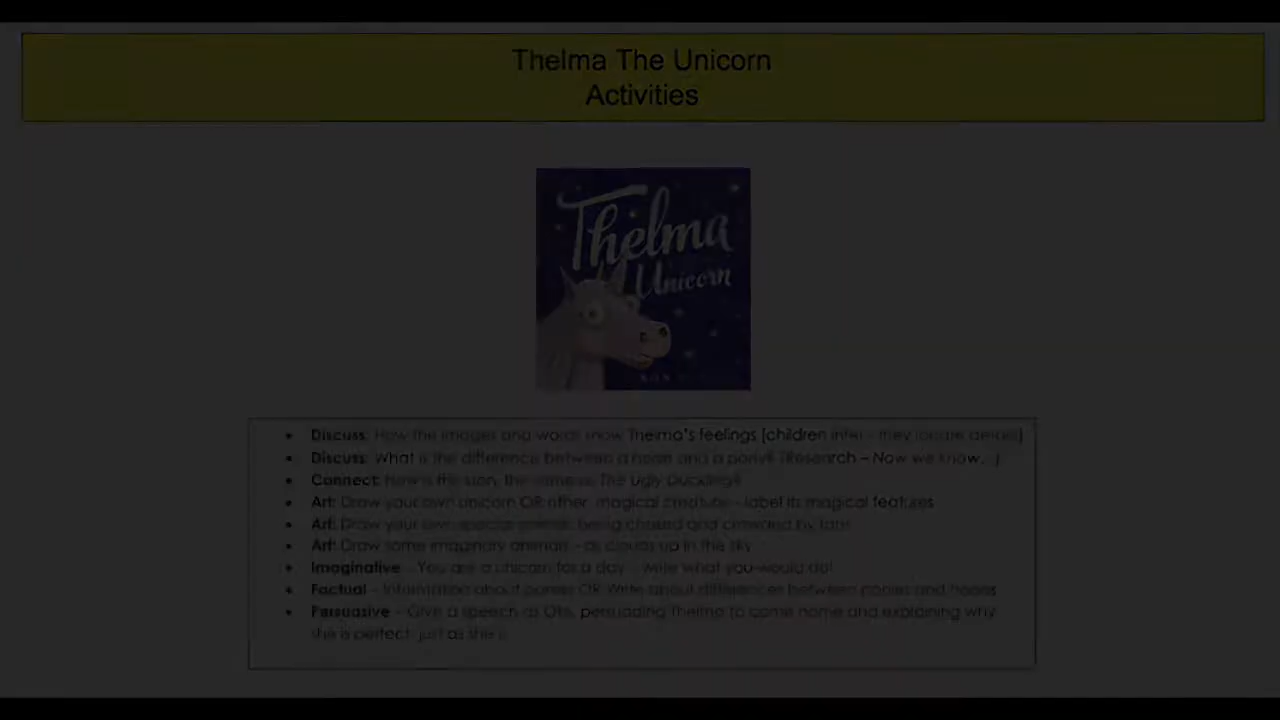 Thelma The Unicorn
Activities
Thelma
Unicorn
• Discuss: How the images and words show Thelma's feelings [children infer - they locate details]
• Discuss: What is the difference between a horse and a pony? (Research – Now we know...)
• Connect: How is this story the same as The Ugly Duckling?
• Art: Draw your own unicorn OR other magical creature - label its magical features
• Art: Draw your own special animal being chased and crowded by fans
• Art: Draw some imaginary animals - as clouds up in the sky
• Imaginative - You are a unicorn for a day - write what you would do!
• Factual – Information about ponies OR Write about differences between ponies and horses
• Persuasive – Give a speech as Otis, persuading Thelma to come home and explaining why
she is perfect, just as she is